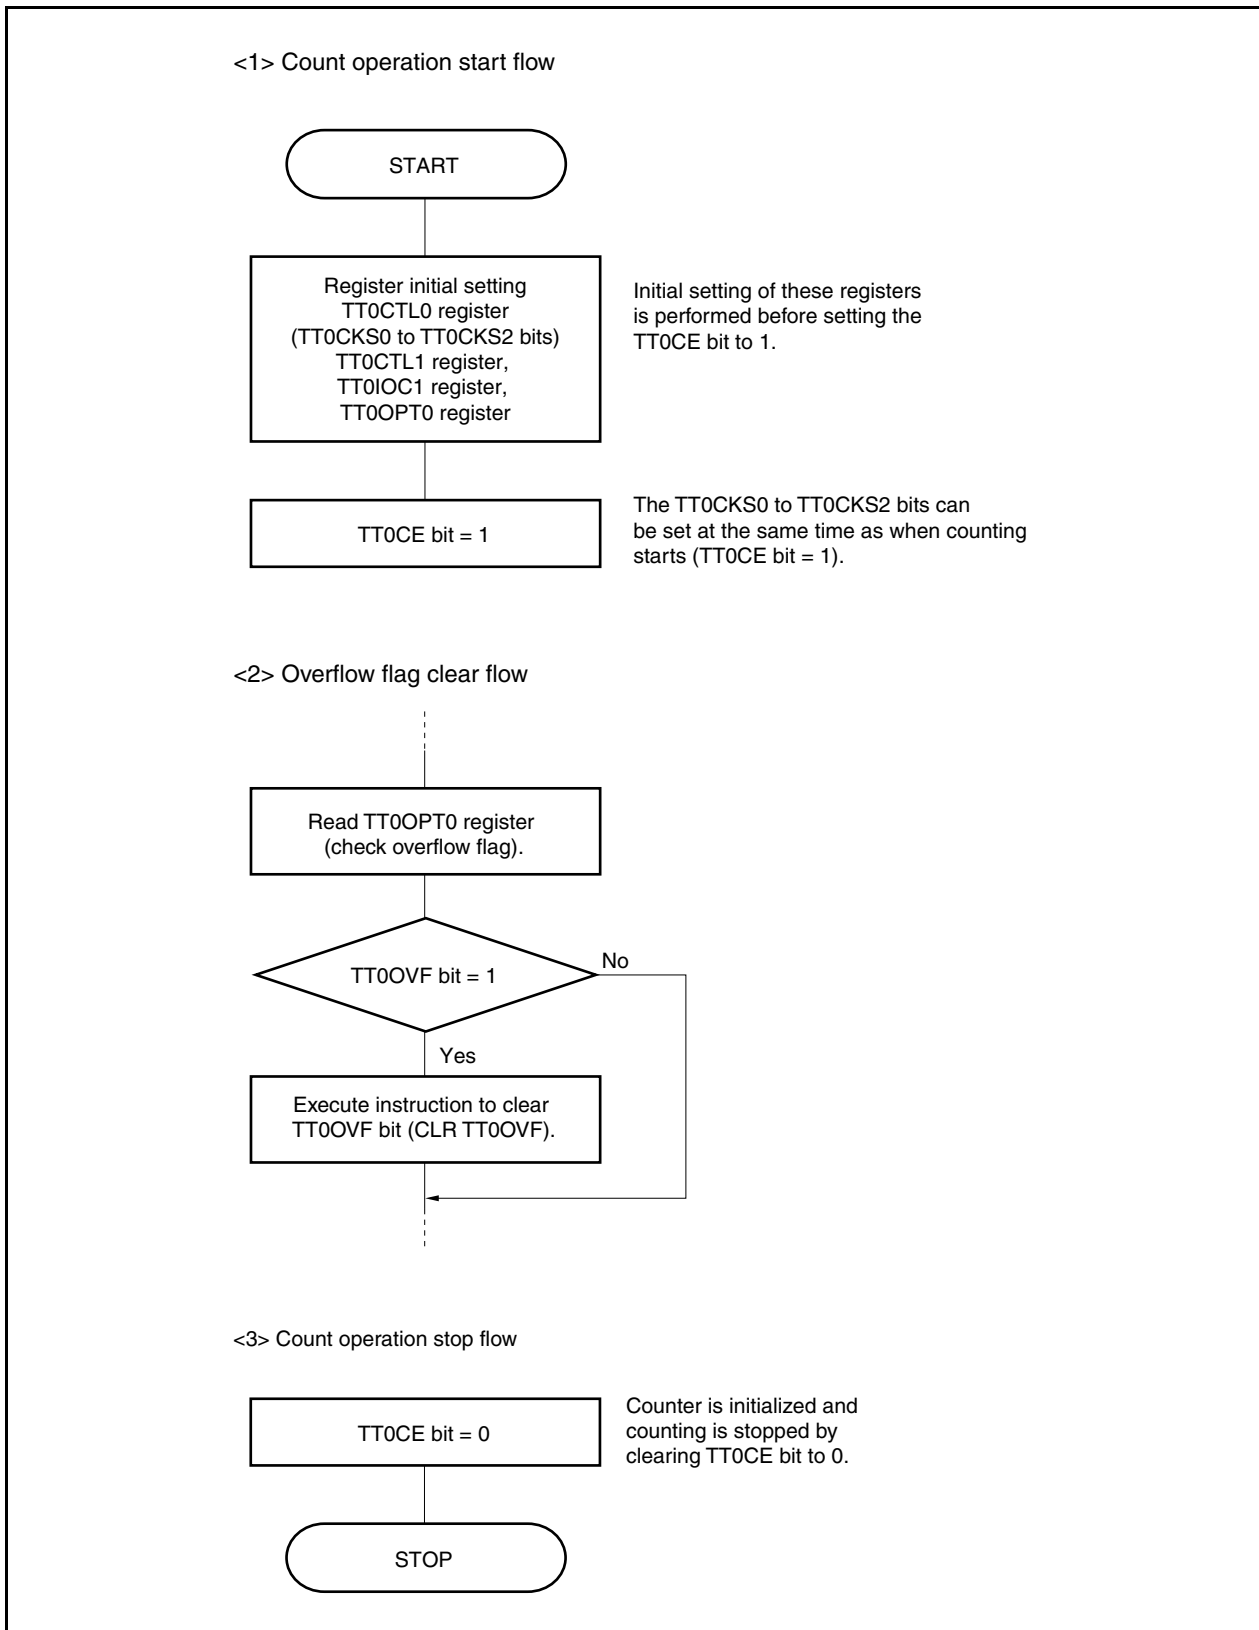 <1> Count operation start flow
START
Register initial setting
TT0CTL0 register
(TT0CKS0 to TT0CKS2 bits)
TT0CTL1 register,
TT0IOC1 register,
TT0OPT0 register
Initial setting of these registers
is performed before setting the
TT0CE bit to 1.
TT0CE bit = 1
The TT0CKS0 to TT0CKS2 bits can
be set at the same time as when counting
starts (TT0CE bit = 1).
<2> Overflow flag clear flow
Read TT0OPT0 register
(check overflow flag).
TT0OVF bit = 1
No
Yes
Execute instruction to clear
TT0OVF bit (CLR TT0OVF).
<3> Count operation stop flow
TT0CE bit = 0
Counter is initialized and
counting is stopped by
clearing TT0CE bit to 0.
STOP